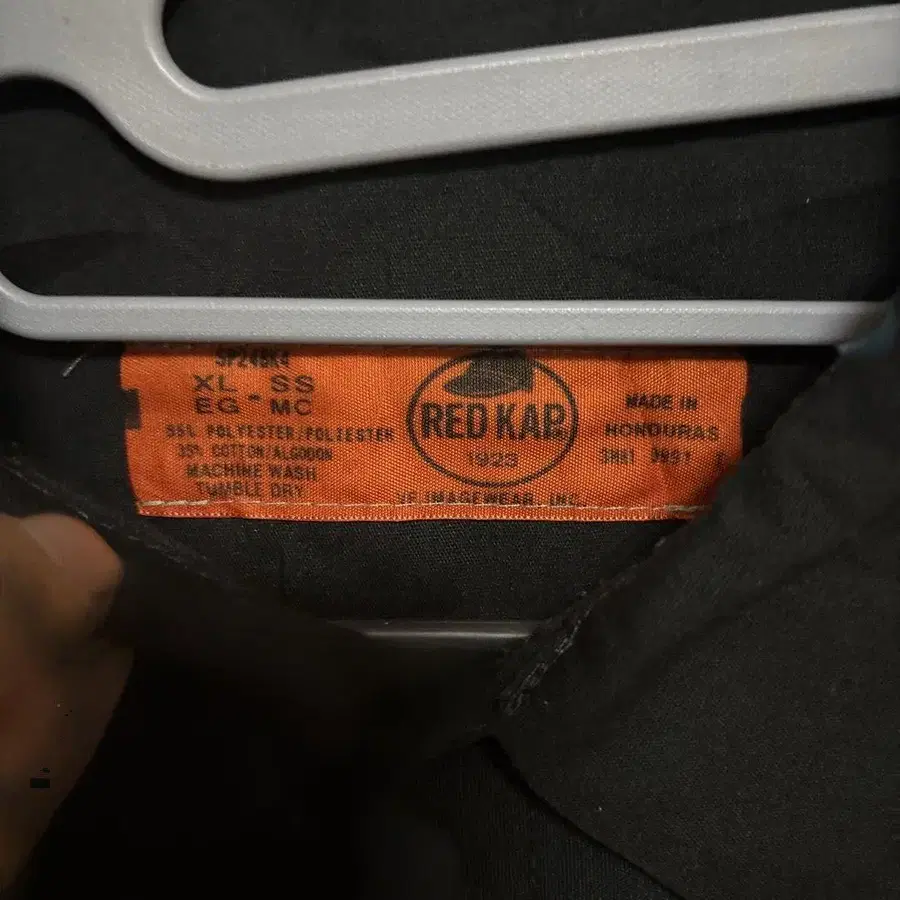 SP24BK4
XL - SS
EG - MC
65% POLYESTER/POLIESTER
35% COTTON/ALGODON
MACHINE WASH
TUMBLE DRY
RED KAP®
1923
VF IMAGEWEAR, INC.
MADE IN
HONDURAS